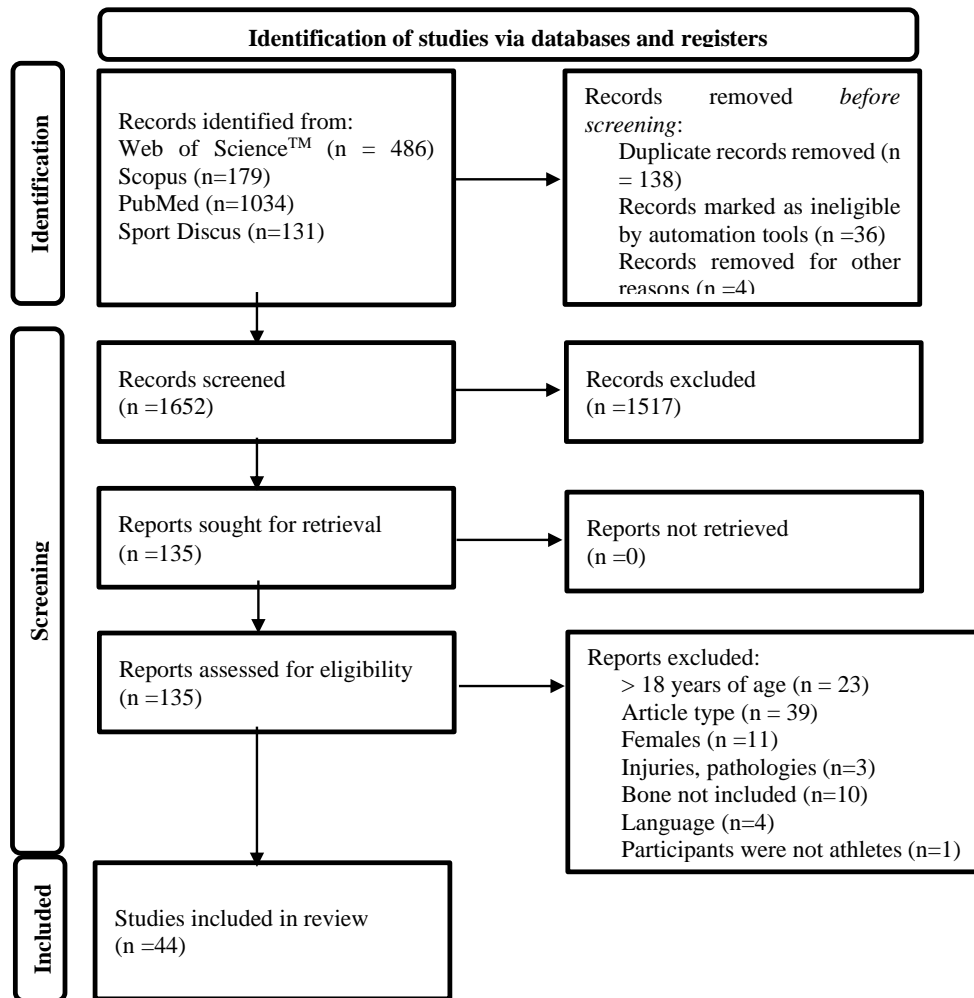 Identification of studies via databases and registers
Identification
Records identified from:
Web of Science™ (n = 486)
Scopus (n=179)
PubMed (n=1034)
Sport Discus (n=131)
Records removed before
screening:
Duplicate records removed (n
= 138)
Records marked as ineligible
by automation tools (n =36)
Records removed for other
reasons (n =4)
Screening
Records screened
(n =1652)
Records excluded
(n =1517)
Reports sought for retrieval
(n =135)
Reports not retrieved
(n =0)
Reports assessed for eligibility
(n =135)
Reports excluded:
> 18 years of age (n = 23)
Article type (n = 39)
Females (n =11)
Injuries, pathologies (n=3)
Bone not included (n=10)
Language (n=4)
Participants were not athletes (n=1)
Included
Studies included in review
(n =44)